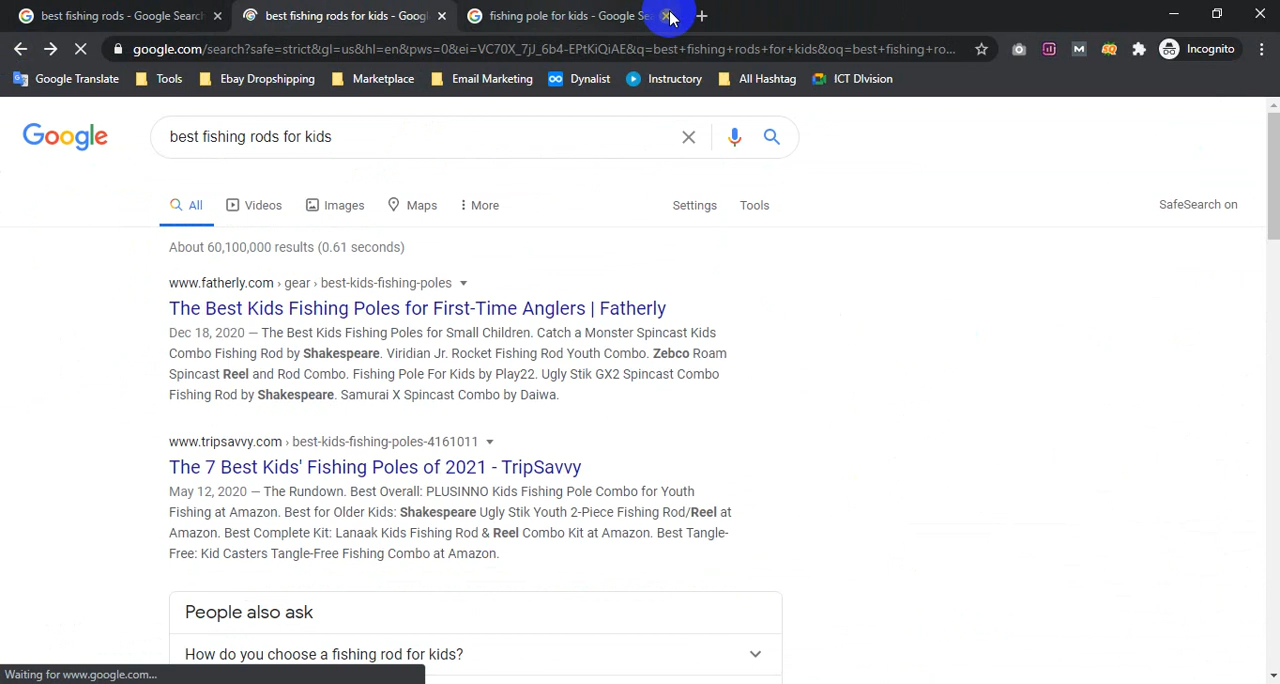 best fishing rods - Google Search
best fishing rods for kids - Goog
fishing pole for kids - Google Se
google.com/search?safe=strict&gl=us&hl=en&pws=0&ei=VC70X_7jJ_6b4-EPtKiQiAE&q=best+fishing+rods+for+kids&oq=best+fishing+ro...
Incognito
Google Translate Tools Ebay Dropshipping Marketplace Email Marketing Dynalist Instructory All Hashtag ICT DIvision
Google
best fishing rods for kids
All Videos Images Maps More Settings Tools SafeSearch on
About 60,100,000 results (0.61 seconds)
www.fatherly.com › gear › best-kids-fishing-poles
The Best Kids Fishing Poles for First-Time Anglers | Fatherly
Dec 18, 2020 — The Best Kids Fishing Poles for Small Children. Catch a Monster Spincast Kids
Combo Fishing Rod by Shakespeare. Viridian Jr. Rocket Fishing Rod Youth Combo. Zebco Roam
Spincast Reel and Rod Combo. Fishing Pole For Kids by Play22. Ugly Stik GX2 Spincast Combo
Fishing Rod by Shakespeare. Samurai X Spincast Combo by Daiwa.
www.tripsavvy.com › best-kids-fishing-poles-4161011
The 7 Best Kids' Fishing Poles of 2021 - TripSavvy
May 12, 2020 — The Rundown. Best Overall: PLUSINNO Kids Fishing Pole Combo for Youth
Fishing at Amazon. Best for Older Kids: Shakespeare Ugly Stik Youth 2-Piece Fishing Rod/Reel at
Amazon. Best Complete Kit: Lanaak Kids Fishing Rod & Reel Combo Kit at Amazon. Best Tangle-
Free: Kid Casters Tangle-Free Fishing Combo at Amazon.
People also ask
How do you choose a fishing rod for kids?
Waiting for www.google.com...